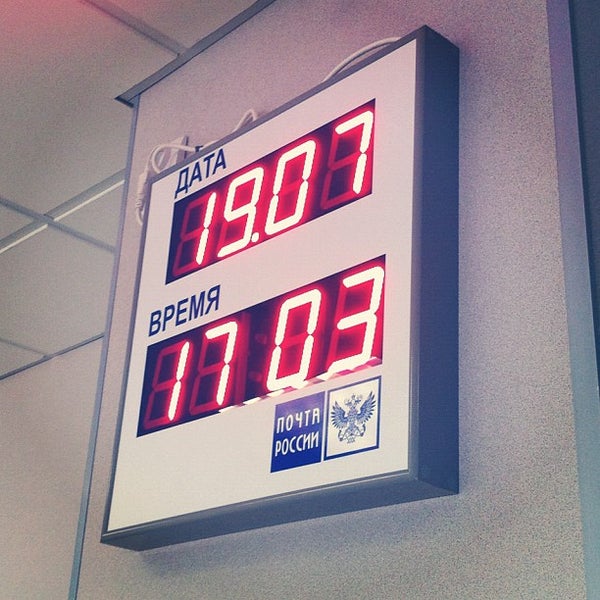 ДАТА
19.07
ВРЕМЯ
17 03
ПОЧТА
РОССИИ